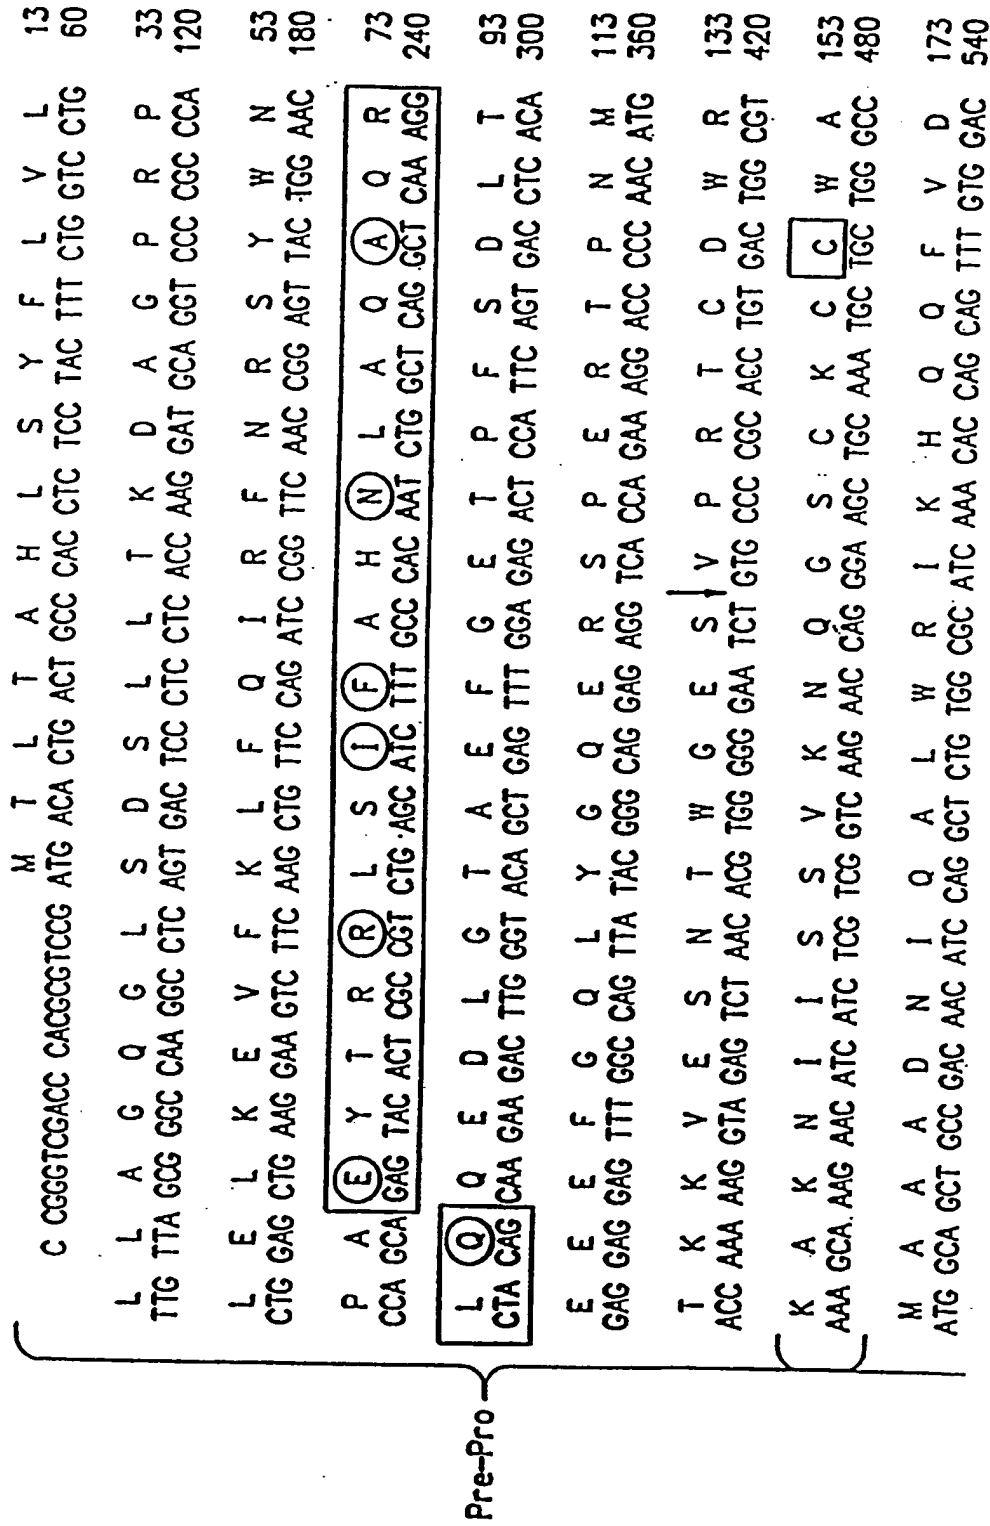 M T L T A H L S Y F L V L 13
C CGGGTCGACC CACGCGTCCG ATG ACA CTG ACT GCC CAC CTC TCC TAC TTT CTG GTC CTG 60
L L A G Q G L S D S L L T K D A G P R P 33
TTG TTA GCG GGC CAA GGC CTC AGT GAC TCC CTC CTC ACC AAG GAT GCA GGT CCC CGC CCA 120
L E L K E V F K L F Q I R F N R S Y W N 53
CTG GAG CTG AAG GAA GTC TTC AAG CTG TTC CAG ATC CGG TTC AAC CGG AGT TAC TGG AAC 180
P A E Y T R R L S I F A H N L A Q A Q R 73
CCA GCA GAG TAC ACT CGC CGT CTG AGC ATC TTT GCC CAC AAT CTG GCT CAG GCT CAA AGG 240
L Q Q E D L G T A E F G E T P F S D L T 93
CTA CAG CAA GAA GAC TTG GGT ACA GCT GAG TTT GGA GAG ACT CCA TTC AGT GAC CTC ACA 300
E E E F G Q L Y G Q E R S P E R T P N M 113
GAG GAG GAG TTT GGC CAG TTA TAC GGG CAG GAG AGG TCA CCA GAA AGG ACC CCC AAC ATG 360
T K K V E S N T W G E S V P R T C D W R 133
ACC AAA AAG GTA GAG TCT AAC ACG TGG GGG GAA TCT GTG CCC CGC ACC TGT GAC TGG CGT 420
K A K N I I S S V K N Q G S C K C C W A 153
AAA GCA AAG AAC ATC ATC TCG TCG GTC AAG AAC CAG GGA AGC TGC AAA TGC TGC TGG GCC 480
M A A D N I Q A L W R I K H Q Q F V D 173
ATG GCA GCT GCC GAC AAC ATC CAG GCT CTG TGG CGC ATC AAA CAC CAG CAG TTT GTG GAC 540
Pre-Pro